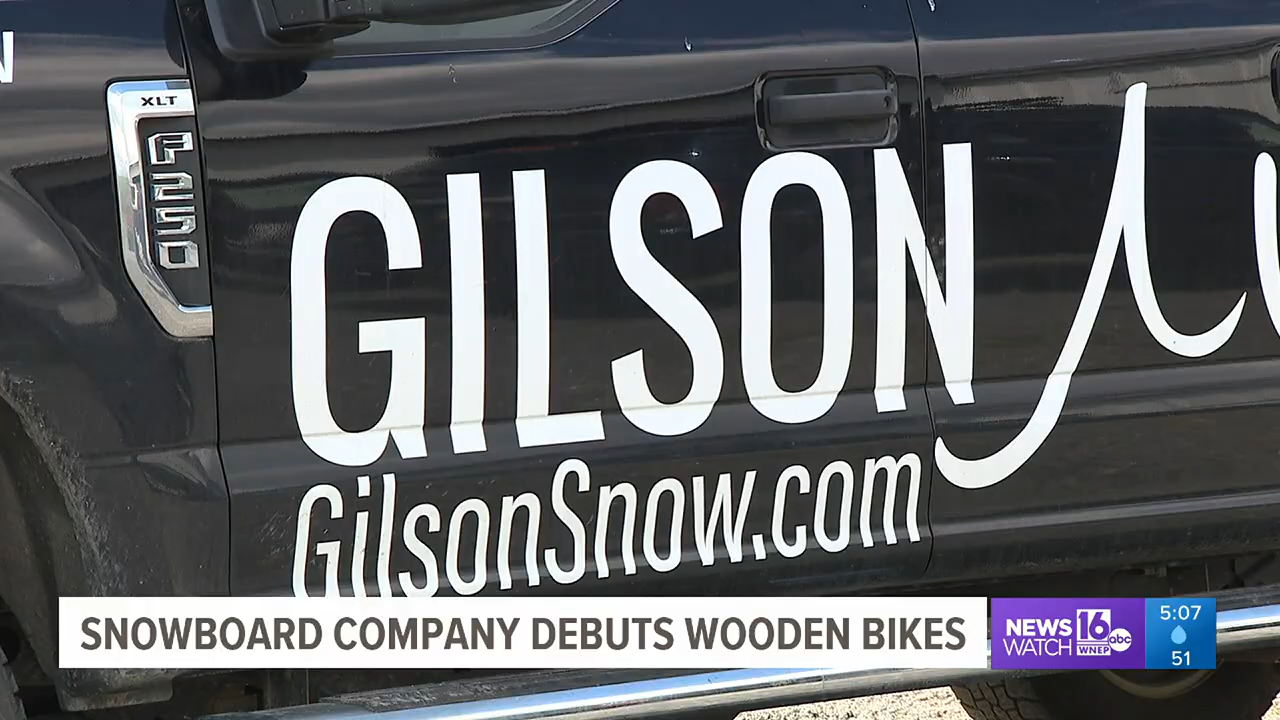 XLT
F250
GILSON
GilsonSnow.com
SNOWBOARD COMPANY DEBUTS WOODEN BIKES
NEWS
WATCH
16
WNEP
abc
5:07
51